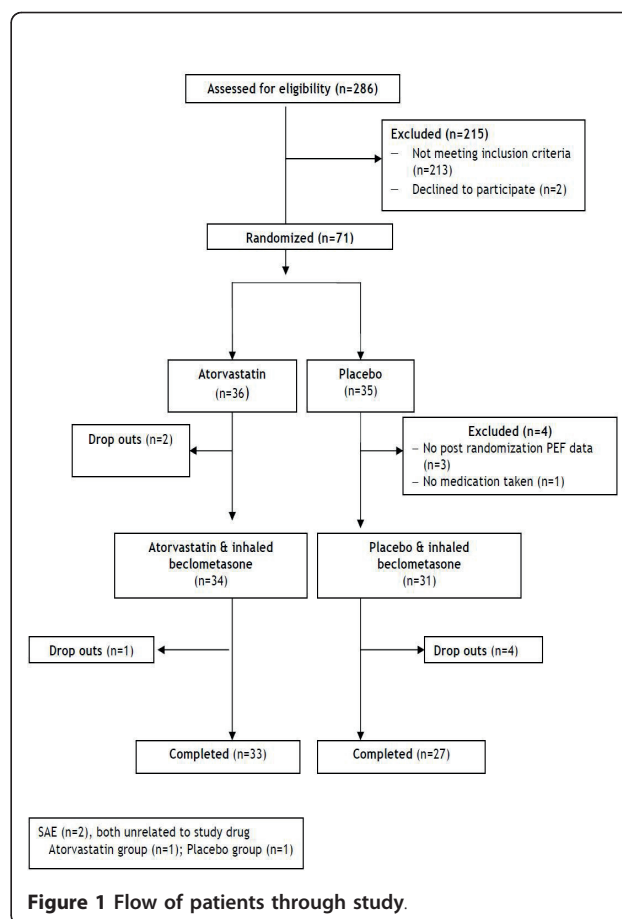 Assessed for eligibility (n=286)
Excluded (n=215)
– Not meeting inclusion criteria
(n=213)
– Declined to participate (n=2)
Randomized (n=71)
Atorvastatin
(n=36)
Placebo
(n=35)
Drop outs (n=2)
Excluded (n=4)
– No post randomization PEF data
(n=3)
– No medication taken (n=1)
Atorvastatin & inhaled
beclometasone
(n=34)
Placebo & inhaled
beclometasone
(n=31)
Drop outs (n=1)
Drop outs (n=4)
Completed (n=33)
Completed (n=27)
SAE (n=2), both unrelated to study drug
Atorvastatin group (n=1); Placebo group (n=1)
Figure 1 Flow of patients through study.